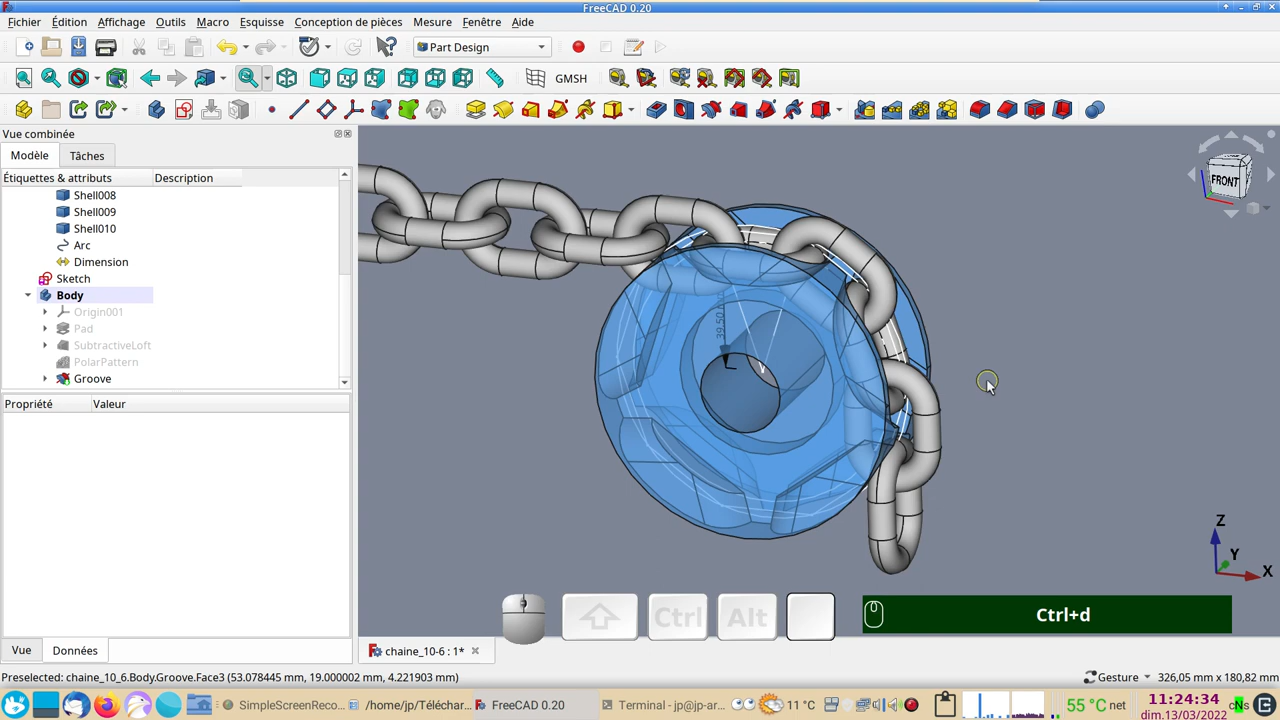 FreeCAD 0.20
Fichier Édition Affichage Outils Macro Esquisse Conception de pièces Mesure Fenêtre Aide
Part Design
GMSH
Vue combinée
Modèle Tâches
Étiquettes & attributs Description
Shell008
Shell009
Shell010
Arc
Dimension
Sketch
Body
Origin001
Pad
SubtractiveLoft
PolarPattern
Groove
Propriété Valeur
FRONT
39.50
Z
Y
X
Ctrl Alt
Ctrl+d
Vue Données
chaine_10-6 : 1*
Preselected: chaine_10_6.Body.Groove.Face3 (53.078445 mm, 19.000002 mm, -4.221903 mm)
Gesture
326,05 mm x 180,82 mm
SimpleScreenReco...
/home/jp/Téléchar...
FreeCAD 0.20
Terminal - jp@jp-ar...
11 °C
55 °C net
11:24:34
dim.13/03/2022
cNs